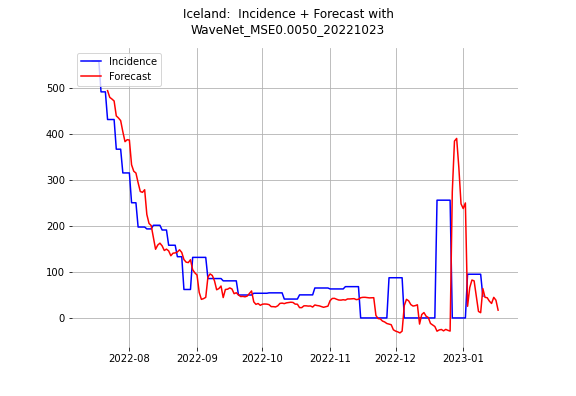 Iceland:  Incidence + Forecast with
WaveNet_MSE0.0050_20221023
Incidence
Forecast
500
400
300
200
100
0
2022-08 2022-09 2022-10 2022-11 2022-12 2023-01